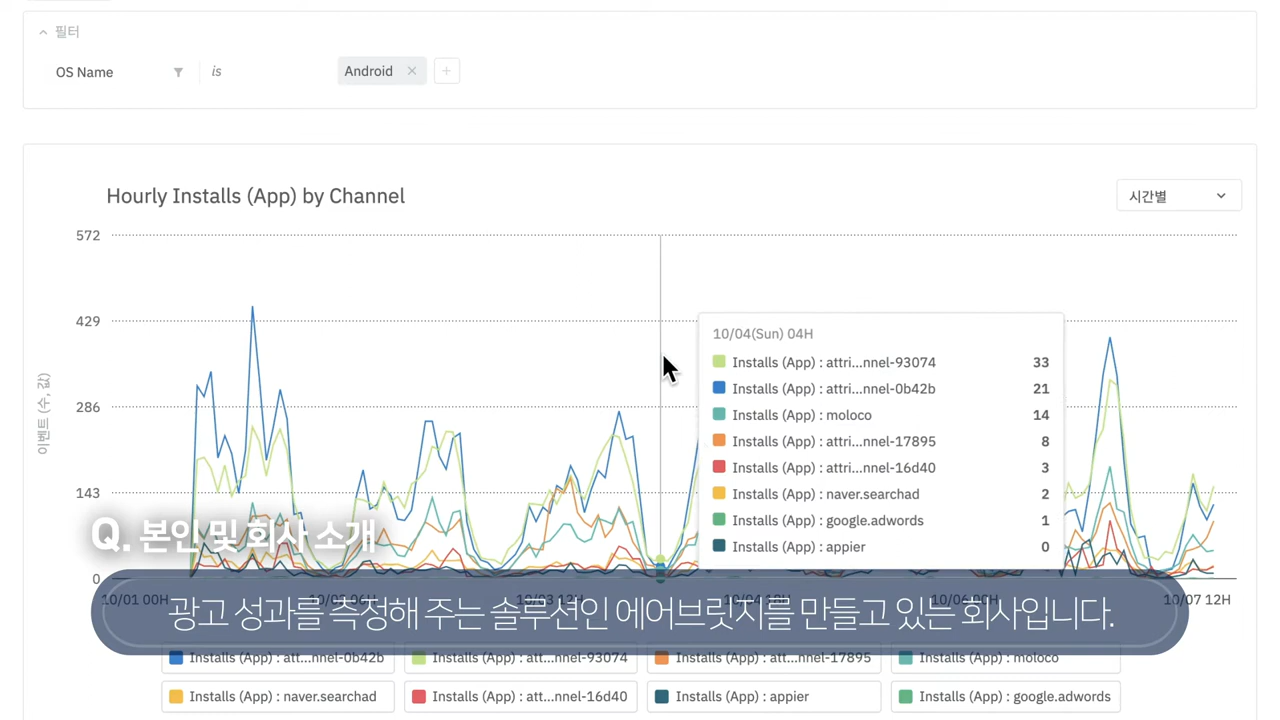 필터
OS Name is Android
Hourly Installs (App) by Channel
시간별
572
429
286
143
0
이벤트 (수, 값)
10/04(Sun) 04H
Installs (App) : attri...nnel-93074 33
Installs (App) : attri...nnel-0b42b 21
Installs (App) : moloco 14
Installs (App) : attri...nnel-17895 8
Installs (App) : attri...nnel-16d40 3
Installs (App) : naver.searchad 2
Installs (App) : google.adwords 1
Installs (App) : appier 0
Q. 본인 및 회사 소개
10/01 00H 10/03 12H 10/06 00H 10/07 12H
광고 성과를 측정해 주는 솔루션인 에어브릿지를 만들고 있는 회사입니다.
Installs (App) : att...nnel-0b42b Installs (App) : att...nnel-93074 Installs (App) : att...nnel-17895 Installs (App) : moloco
Installs (App) : naver.searchad Installs (App) : att...nnel-16d40 Installs (App) : appier Installs (App) : google.adwords